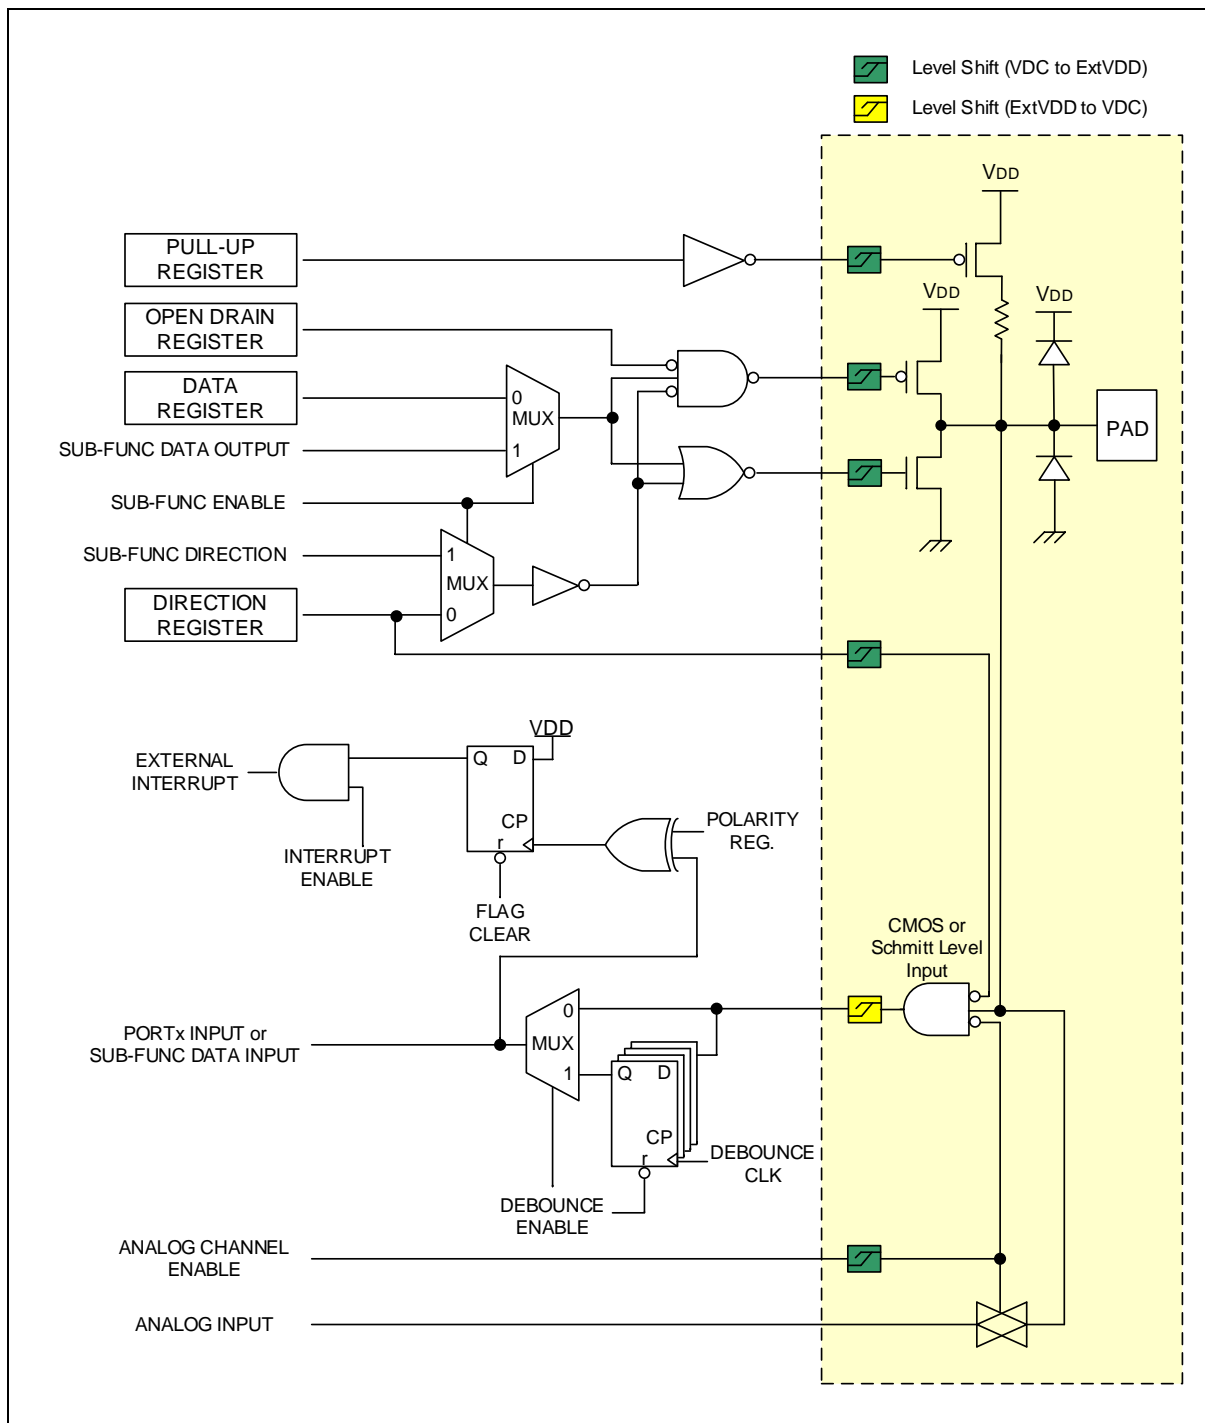 Level Shift (VDC to ExtVDD)
Level Shift (ExtVDD to VDC)
VDD
PULL-UP
REGISTER
VDD
VDD
OPEN DRAIN
REGISTER
DATA
REGISTER
0
MUX
1
PAD
SUB-FUNC DATA OUTPUT
SUB-FUNC ENABLE
SUB-FUNC DIRECTION
1
MUX
0
DIRECTION
REGISTER
VDD
EXTERNAL
INTERRUPT
Q D
CP
r
POLARITY
REG.
INTERRUPT
ENABLE
FLAG
CLEAR
CMOS or
Schmitt Level
Input
PORTx INPUT or
SUB-FUNC DATA INPUT
0
MUX
1
Q D
CP
r
DEBOUNCE
CLK
DEBOUNCE
ENABLE
ANALOG CHANNEL
ENABLE
ANALOG INPUT